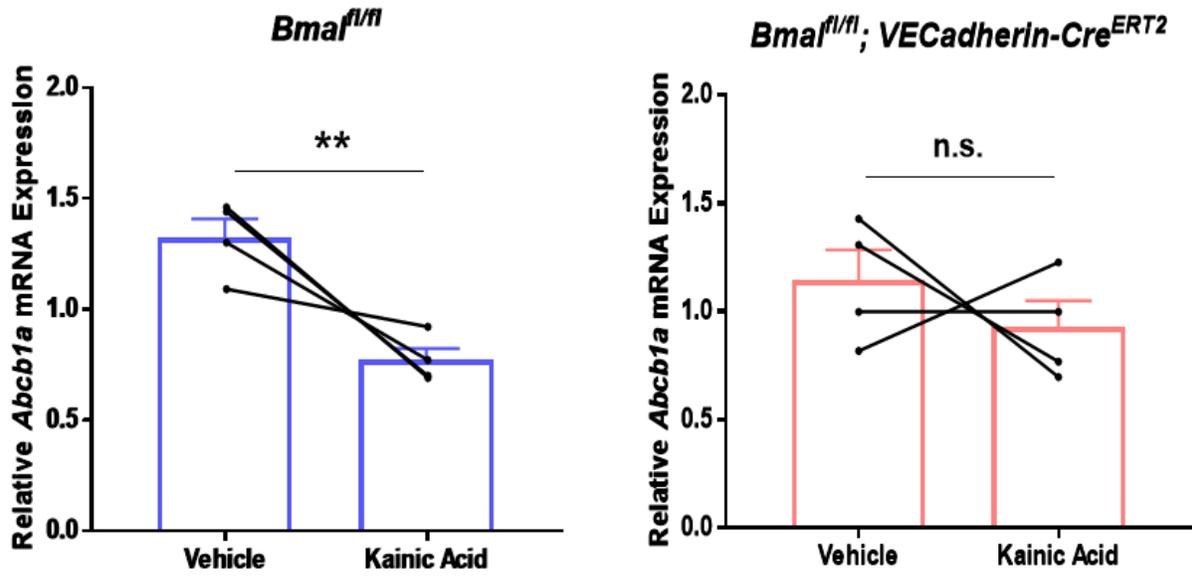 Bmal^fl/fl
Relative Abcb1a mRNA Expression
2.0
1.5
1.0
0.5
0.0
**
Vehicle
Kainic Acid
Bmal^fl/fl; VECadherin-Cre^ERT2
Relative Abcb1a mRNA Expression
2.0
1.5
1.0
0.5
0.0
n.s.
Vehicle
Kainic Acid